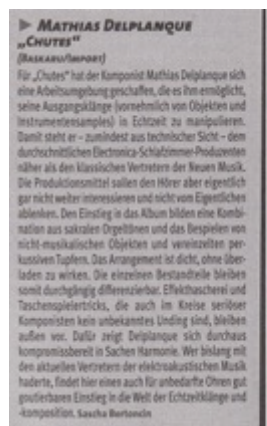 ▶ MATHIAS DELPLANQUE
„CHUTES“
(BASKARU/IMPORT)
Für „Chutes“ hat der Komponist Mathias Delplanque sich
eine Arbeitsumgebung geschaffen, die es ihm ermöglicht,
seine Ausgangsklänge (vornehmlich von Objekten und
Instrumentensamples) in Echtzeit zu manipulieren.
Damit steht er – zumindest aus technischer Sicht – dem
durchschnittlichen Electronica-Schlafzimmer-Produzenten
näher als den klassischen Vertretern der Neuen Musik.
Die Produktionsmittel sollen den Hörer aber eigentlich
gar nicht weiter interessieren und nicht vom Eigentlichen
ablenken. Den Einstieg in das Album bilden eine Kombi-
nation aus sakralen Orgeltönen und das Bespielen von
nicht-musikalischen Objekten und vereinzelten per-
kussiven Tupfern. Das Arrangement ist dicht, ohne über-
laden zu wirken. Die einzelnen Bestandteile bleiben
somit durchgängig differenzierbar. Effekthascherei und
Taschenspielertricks, die auch im Kreise seriöser
Komponisten kein unbekanntes Unding sind, bleiben
außen vor. Dafür zeigt Delplanque sich durchaus
kompromissbereit in Sachen Harmonie. Wer bislang mit
den aktuellen Vertretern der elektroakustischen Musik
haderte, findet hier einen auch für unbedarfte Ohren gut
goutierbaren Einstieg in die Welt der Echtzeitklänge und
-komposition. Sascha Bertoncin